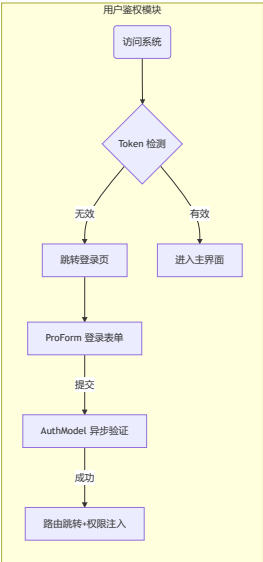 用户鉴权模块
访问系统
Token 检测
无效
有效
跳转登录页
进入主界面
ProForm 登录表单
提交
AuthModel 异步验证
成功
路由跳转+权限注入